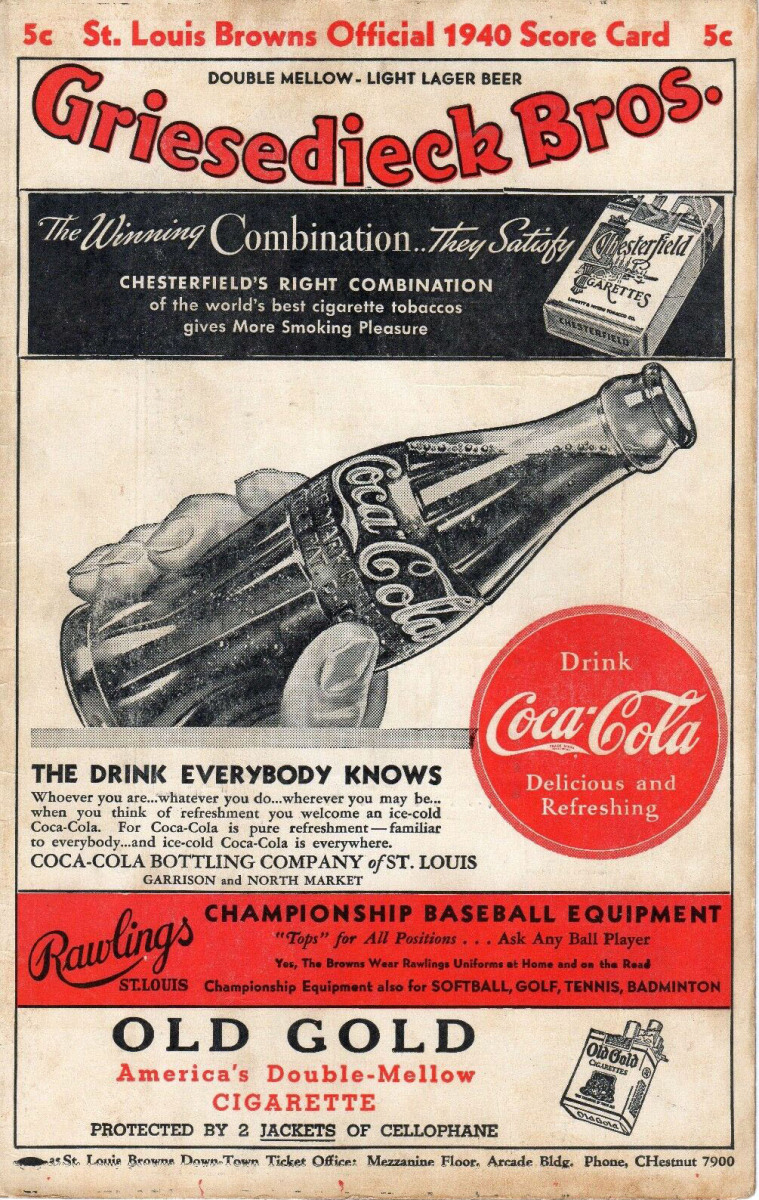 5c St. Louis Browns Official 1940 Score Card 5c
DOUBLE MELLOW - LIGHT LAGER BEER
Griesedieck Bros.
The Winning Combination.. They Satisfy
CHESTERFIELD'S RIGHT COMBINATION
of the world's best cigarette tobaccos
gives More Smoking Pleasure
Chesterfield
CIGARETTES
LIGGETT & MYERS TOBACCO CO.
CHESTERFIELD
Coca-Cola
Drink
Coca-Cola
Delicious and
Refreshing
THE DRINK EVERYBODY KNOWS
Whoever you are...whatever you do...wherever you may be...
when you think of refreshment you welcome an ice-cold
Coca-Cola. For Coca-Cola is pure refreshment — familiar
to everybody...and ice-cold Coca-Cola is everywhere.
COCA-COLA BOTTLING COMPANY of ST. LOUIS
GARRISON and NORTH MARKET
Rawlings
ST. LOUIS
CHAMPIONSHIP BASEBALL EQUIPMENT
"Tops" for All Positions . . . Ask Any Ball Player
Yes, The Browns Wear Rawlings Uniforms at Home and on the Road
Championship Equipment also for SOFTBALL, GOLF, TENNIS, BADMINTON
OLD GOLD
America's Double-Mellow
CIGARETTE
PROTECTED BY 2 JACKETS OF CELLOPHANE
Old Gold
CIGARETTES
Old Gold
St. Louis Browns Down-Town Ticket Office: Mezzanine Floor, Arcade Bldg. Phone, CHestnut 7900